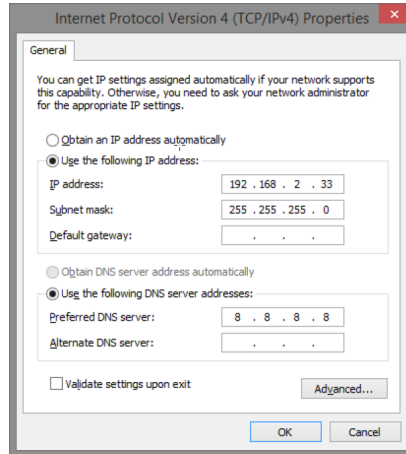 Internet Protocol Version 4 (TCP/IPv4) Properties
General
You can get IP settings assigned automatically if your network supports
this capability. Otherwise, you need to ask your network administrator
for the appropriate IP settings.
Obtain an IP address automatically
Use the following IP address:
IP address: 192 . 168 . 2 . 33
Subnet mask: 255 . 255 . 255 . 0
Default gateway: . . .
Obtain DNS server address automatically
Use the following DNS server addresses:
Preferred DNS server: 8 . 8 . 8 . 8
Alternate DNS server: . . .
Validate settings upon exit
Advanced...
OK Cancel